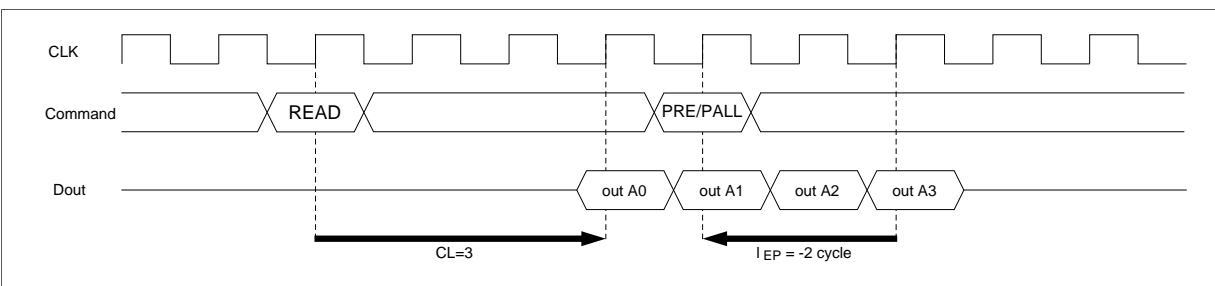 CLK
Command READ PRE/PALL
Dout out A0 out A1 out A2 out A3
CL=3 l EP = -2 cycle